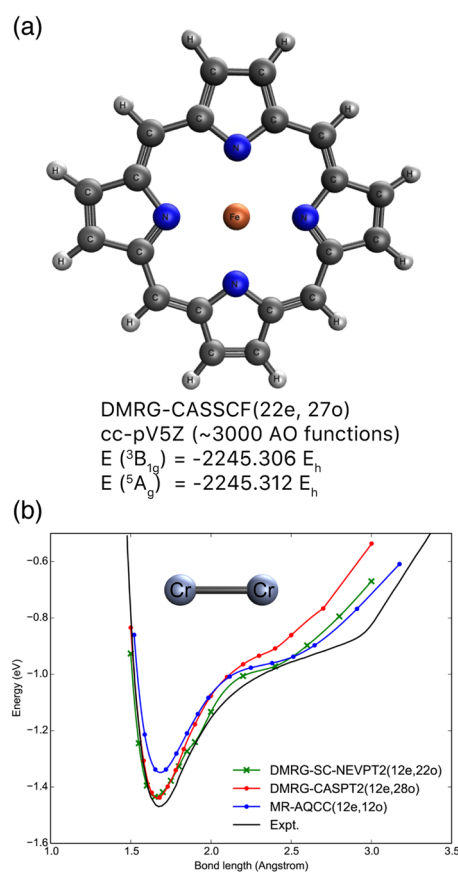 (a)
H
H
C
C
H
C
C
H
C
N
C
H
C
C
H
C
C
N
Fe
N
C
C
H
C
C
H
N
C
C
C
C
H
H
C
C
H
H
DMRG-CASSCF(22e, 27o)
cc-pV5Z (~3000 AO functions)
E (³B₁g) = -2245.306 Eₕ
E (⁵Ag) = -2245.312 Eₕ
(b)
−0.6
−0.8
−1.0
−1.2
−1.4
−1.6
Energy (eV)
Cr
Cr
DMRG-SC-NEVPT2(12e,22o)
DMRG-CASPT2(12e,28o)
MR-AQCC(12e,12o)
Expt.
1.0
1.5
2.0
2.5
3.0
3.5
Bond length (Angstrom)